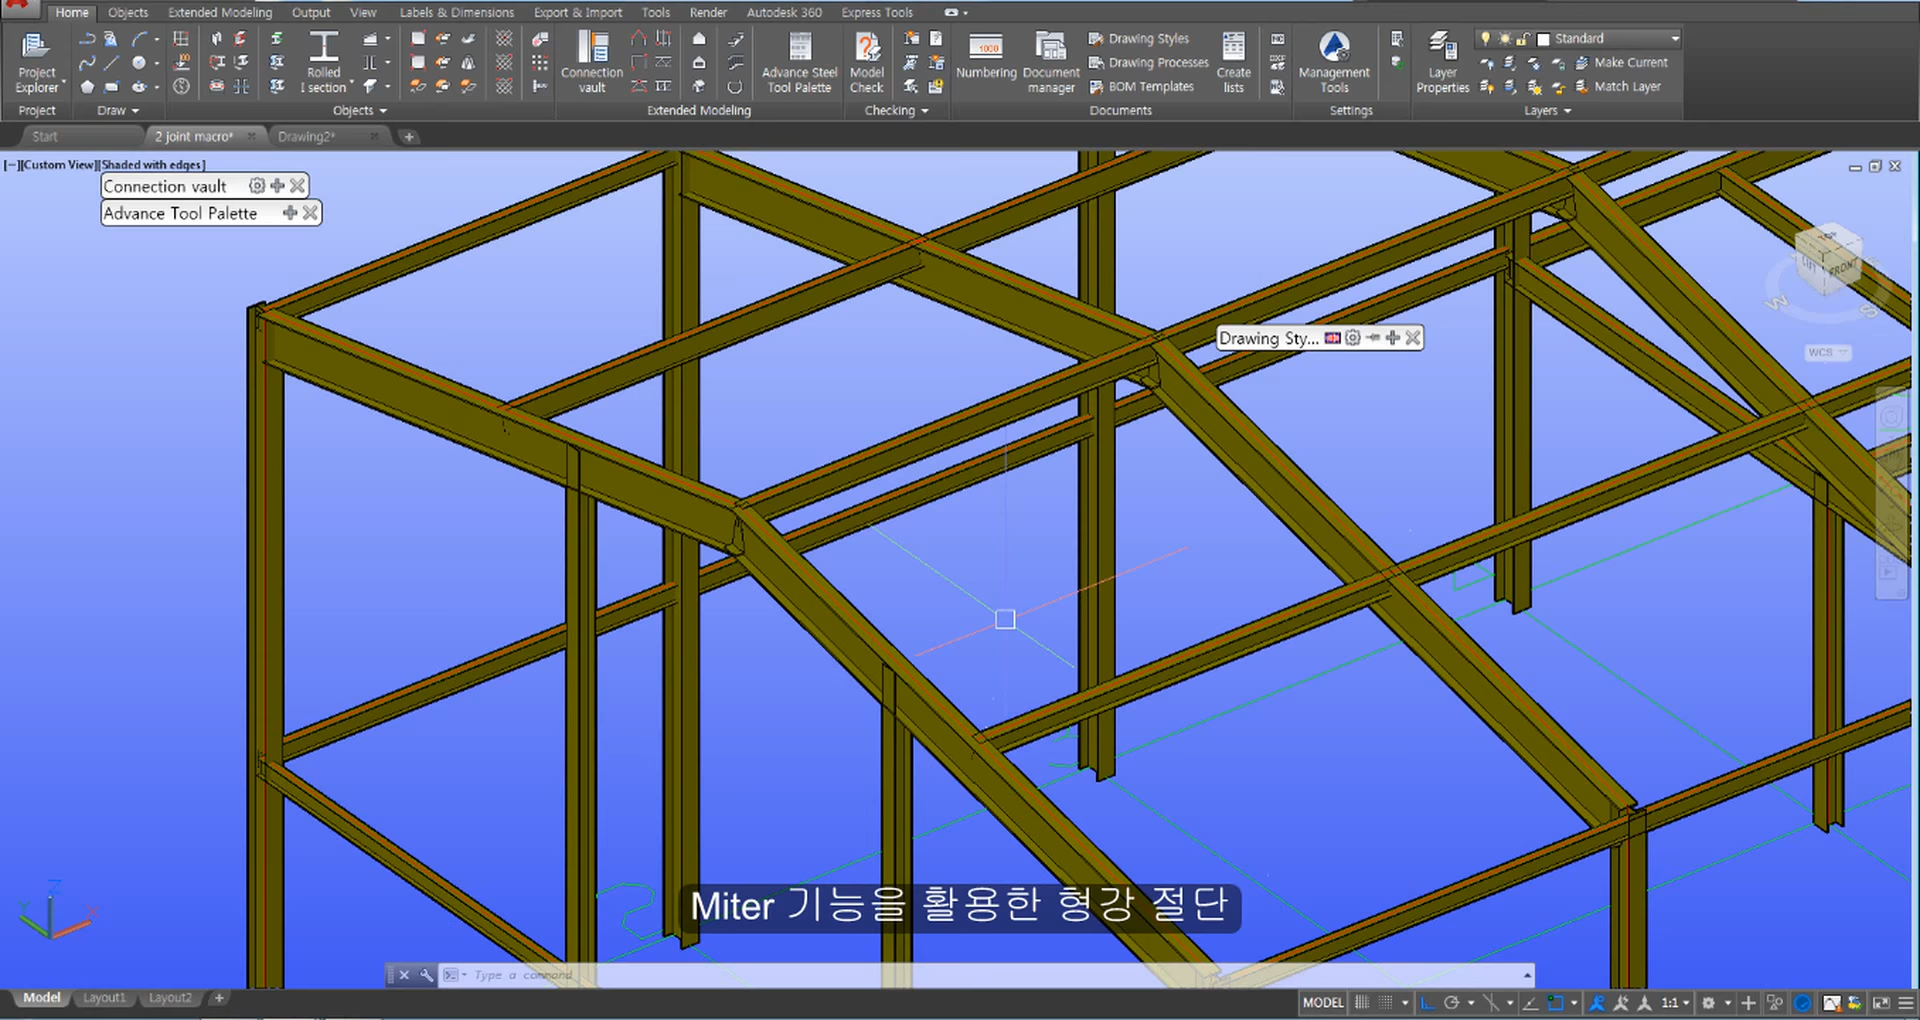 Home Objects Extended Modeling Output View Labels & Dimensions Export & Import Tools Render Autodesk 360 Express Tools
Project Explorer
Project
Draw
Rolled I section
Objects
Connection vault
Advance Steel Tool Palette
Extended Modeling
Model Check
Checking
1000
Numbering
Document manager
Drawing Styles
Drawing Processes
BOM Templates
Create lists
Documents
Management Tools
Settings
Layer Properties
Standard
Make Current
Match Layer
Layers
Start 2 joint macro* Drawing2*
[−][Custom View][Shaded with edges]
Connection vault
Advance Tool Palette
Drawing Sty...
FRONT
W
S
WCS
Z
Miter 기능을 활용한 형강 절단
Type a command
Model Layout1 Layout2
MODEL 1:1